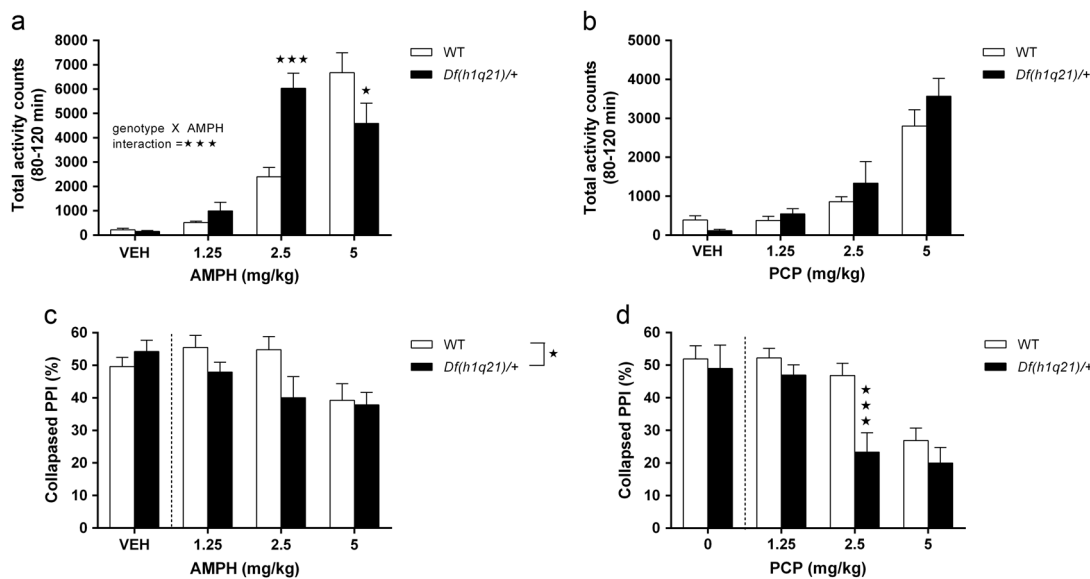 a
Total activity counts
(80-120 min)
8000
7000
6000
5000
4000
3000
2000
1000
0
genotype X AMPH
interaction =★★★
★★★
★
VEH
1.25
2.5
5
AMPH (mg/kg)
WT
Df(h1q21)/+
b
Total activity counts
(80-120 min)
5000
4000
3000
2000
1000
0
VEH
1.25
2.5
5
PCP (mg/kg)
WT
Df(h1q21)/+
c
Collapased PPI (%)
60
50
40
30
20
10
0
VEH
1.25
2.5
5
AMPH (mg/kg)
WT
Df(h1q21)/+
★
d
Collapsed PPI (%)
60
50
40
30
20
10
0
★
★
★
0
1.25
2.5
5
PCP (mg/kg)
WT
Df(h1q21)/+